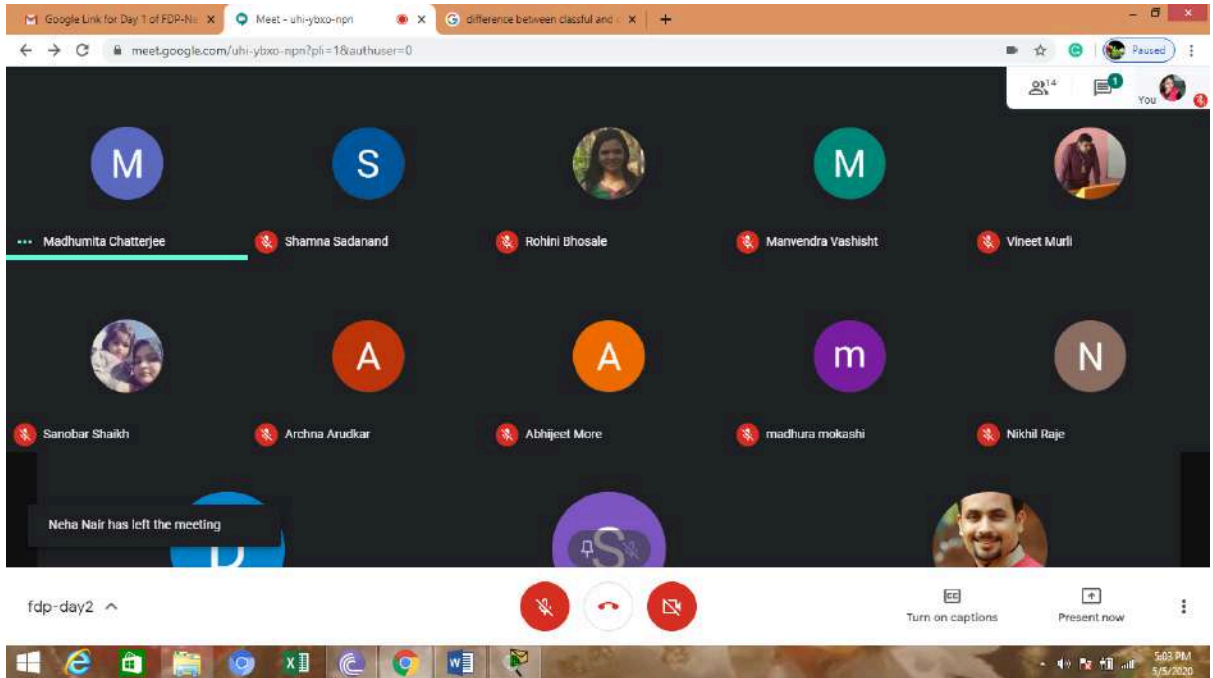 Google Link for Day 1 of FDP-Ne
Meet - uhi-ybxo-npn
difference between classful and c
meet.google.com/uhi-ybxo-npn?pli=1&authuser=0
Paused
14
1
You
M
S
M
Madhumita Chatterjee
Shamna Sadanand
Rohini Bhosale
Manvendra Vashisht
Vineet Murli
A
A
m
N
Sanobar Shaikh
Archna Arudkar
Abhijeet More
madhura mokashi
Nikhil Raje
Neha Nair has left the meeting
S
fdp-day2
CC
Turn on captions
Present now
5:03 PM
5/5/2020